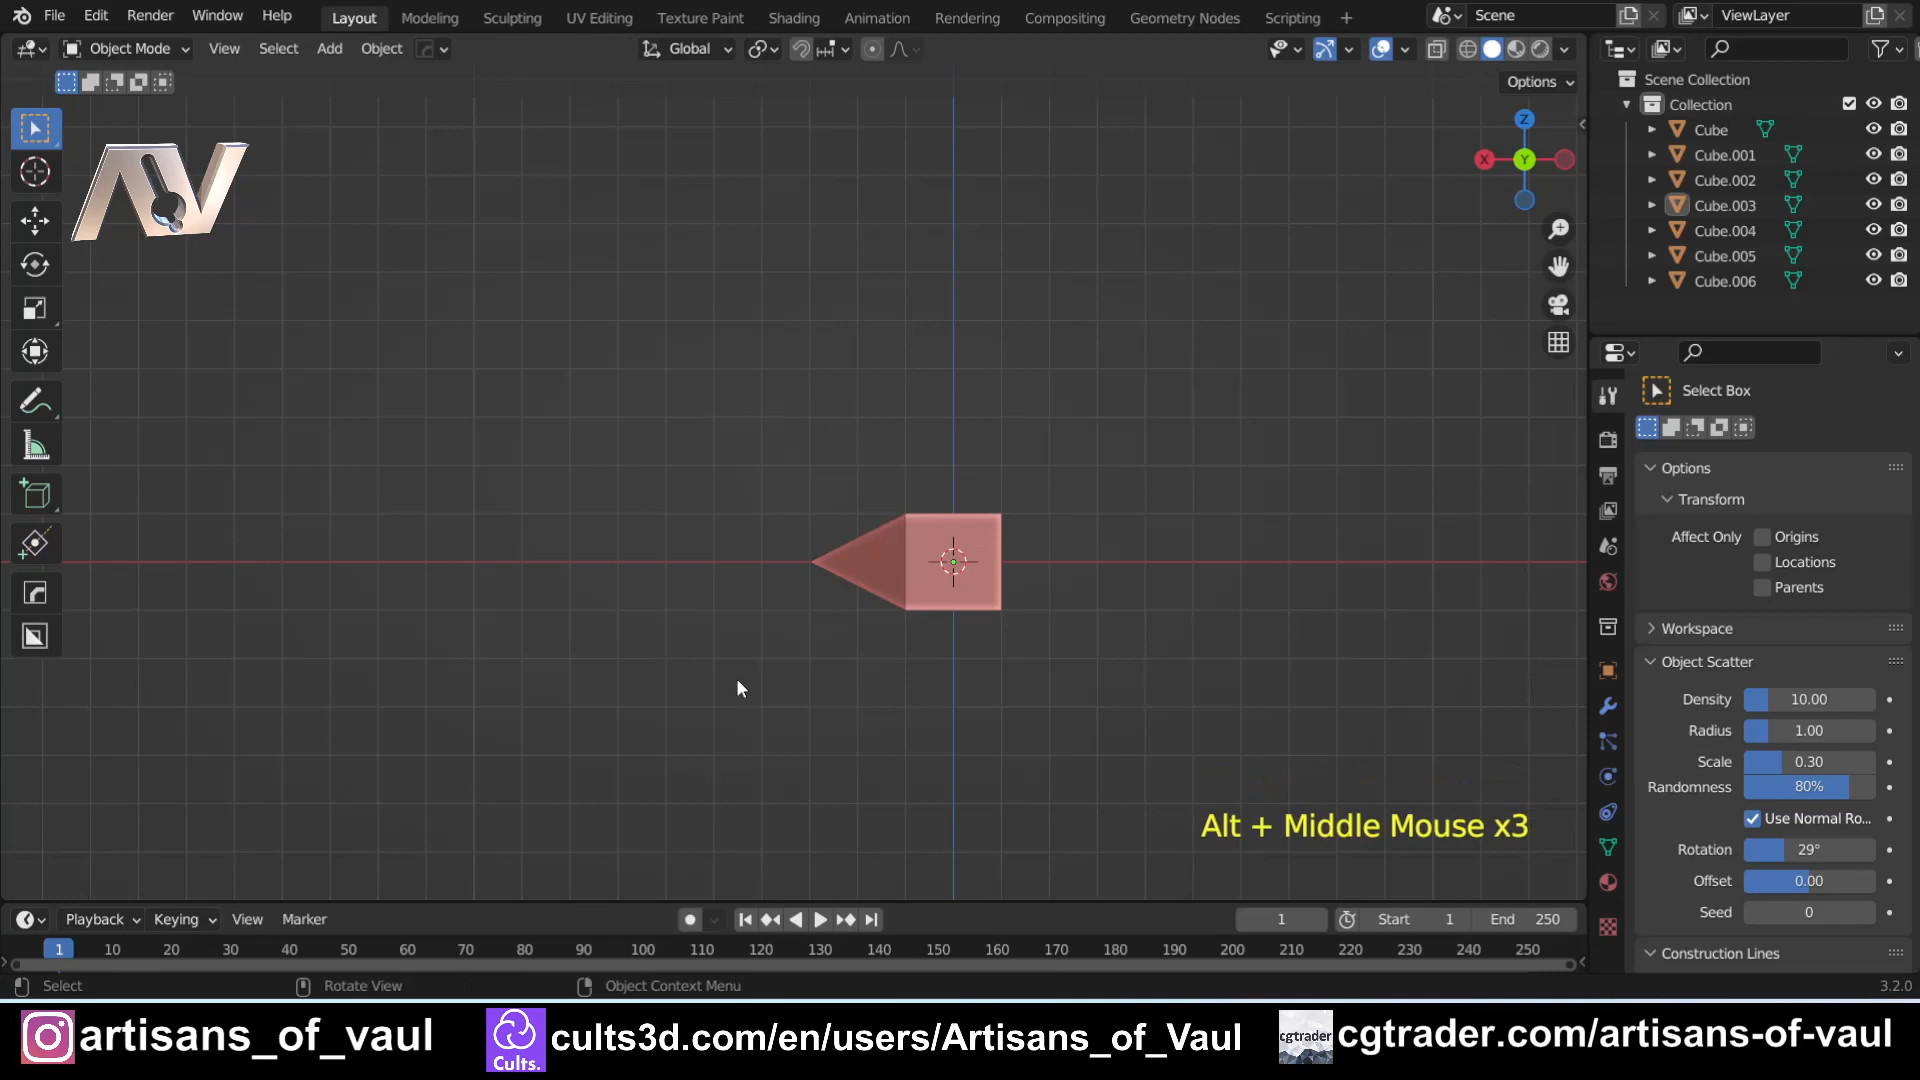 File Edit Render Window Help Layout Modeling Sculpting UV Editing Texture Paint Shading Animation Rendering Compositing Geometry Nodes Scripting + Scene ViewLayer
Object Mode View Select Add Object Global
Options
Scene Collection
Collection
Cube
Cube.001
Cube.002
Cube.003
Cube.004
Cube.005
Cube.006
Z
X
Y
AV
Select Box
Options
Transform
Affect Only Origins
Locations
Parents
Workspace
Object Scatter
Density 10.00
Radius 1.00
Scale 0.30
Randomness 80%
Use Normal Ro...
Rotation 29°
Offset 0.00
Seed 0
Construction Lines
Alt + Middle Mouse x3
Playback Keying View Marker 1 Start 1 End 250
1 10 20 30 40 50 60 70 80 90 100 110 120 130 140 150 160 170 180 190 200 210 220 230 240 250
Select Rotate View Object Context Menu 3.2.0
artisans_of_vaul Cults. cults3d.com/en/users/Artisans_of_Vaul cgtrader cgtrader.com/artisans-of-vaul